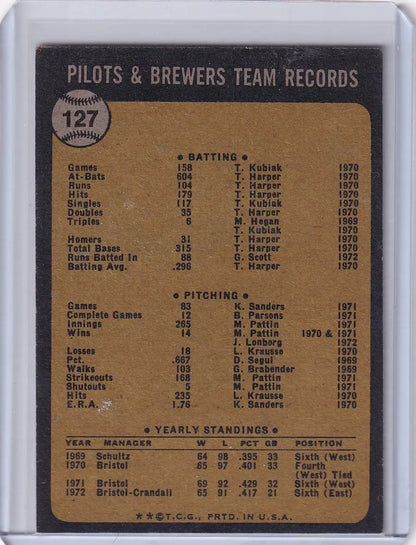 PILOTS & BREWERS TEAM RECORDS
127
• BATTING •
Games 158 T. Kubiak 1970
At-Bats 604 T. Harper 1970
Runs 104 T. Harper 1970
Hits 179 T. Harper 1970
Singles 117 T. Kubiak 1970
Doubles 35 T. Harper 1970
Triples 6 M. Hegan 1969
T. Kubiak 1970
Homers 31 T. Harper 1970
Total Bases 315 T. Harper 1970
Runs Batted In 88 G. Scott 1972
Batting Avg. .296 T. Harper 1970
• PITCHING •
Games 83 K. Sanders 1971
Complete Games 12 B. Parsons 1971
Innings 265 M. Pattin 1971
Wins 14 M. Pattin 1970 & 1971
J. Lonborg 1972
Losses 18 L. Krausse 1970
Pct. .667 D. Segui 1969
Walks 103 G. Brabender 1969
Strikeouts 168 M. Pattin 1971
Shutouts 5 M. Pattin 1971
Hits 235 L. Krausse 1970
E.R.A. 1.76 K. Sanders 1970
• YEARLY STANDINGS •
YEAR MANAGER W L PCT GB POSITION
1969 Schultz 64 98 .395 33 Sixth (West)
1970 Bristol 65 97 .401 33 Fourth
(West) Tied
1971 Bristol 69 92 .429 32 Sixth (West)
1972 Bristol-Crandall 65 91 .417 21 Sixth (East)
**©T.C.G., PRTD. IN U.S.A.